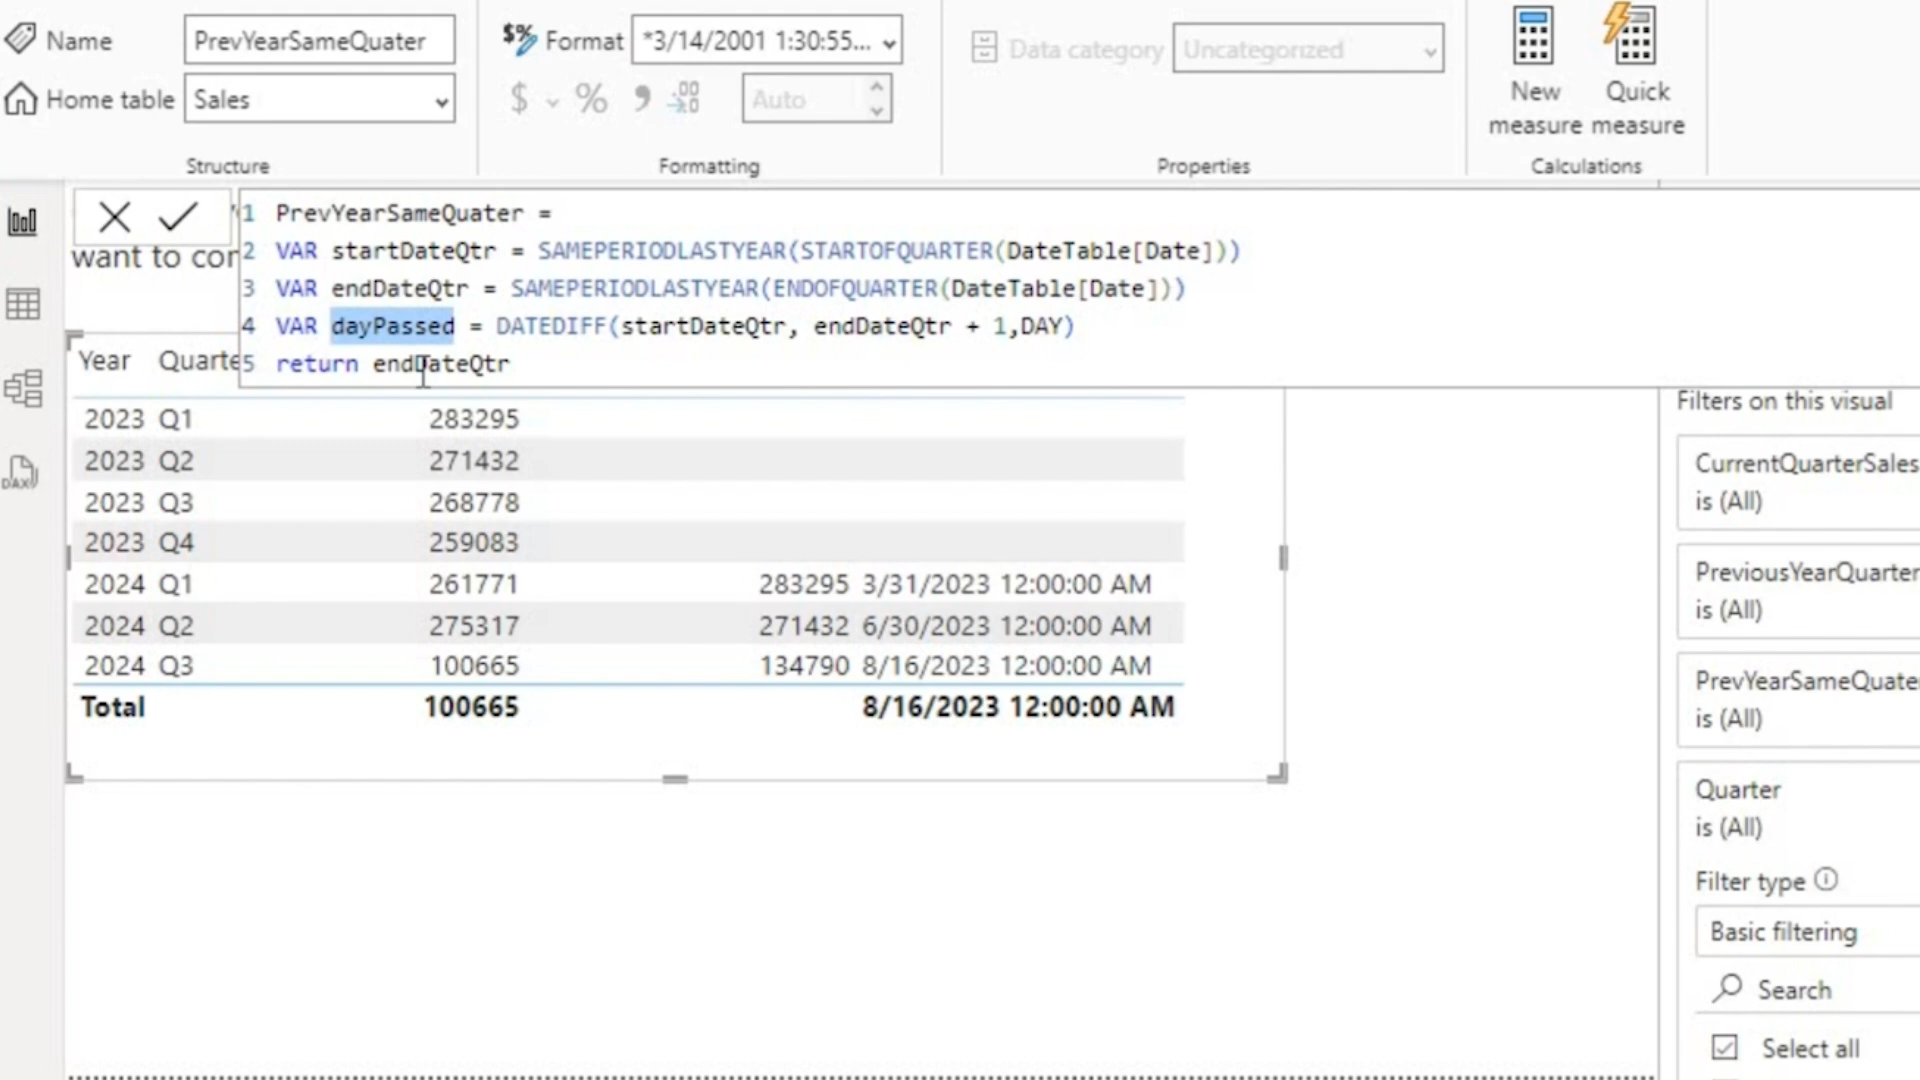 Name PrevYearSameQuater
Home table Sales
Structure
Format *3/14/2001 1:30:55...
$ % , .00 →.0 Auto
Formatting
Data category Uncategorized
Properties
New measure
Quick measure
Calculations
want to cor
1 PrevYearSameQuater =
2 VAR startDateQtr = SAMEPERIODLASTYEAR(STARTOFQUARTER(DateTable[Date]))
3 VAR endDateQtr = SAMEPERIODLASTYEAR(ENDOFQUARTER(DateTable[Date]))
4 VAR dayPassed = DATEDIFF(startDateQtr, endDateQtr + 1,DAY)
5 return endDateQtr
DAX
Year Quarte
2023 Q1 283295
2023 Q2 271432
2023 Q3 268778
2023 Q4 259083
2024 Q1 261771 283295 3/31/2023 12:00:00 AM
2024 Q2 275317 271432 6/30/2023 12:00:00 AM
2024 Q3 100665 134790 8/16/2023 12:00:00 AM
Total 100665 8/16/2023 12:00:00 AM
Filters on this visual
CurrentQuarterSales
is (All)
PreviousYearQuarter
is (All)
PrevYearSameQuater
is (All)
Quarter
is (All)
Filter type
Basic filtering
Search
Select all